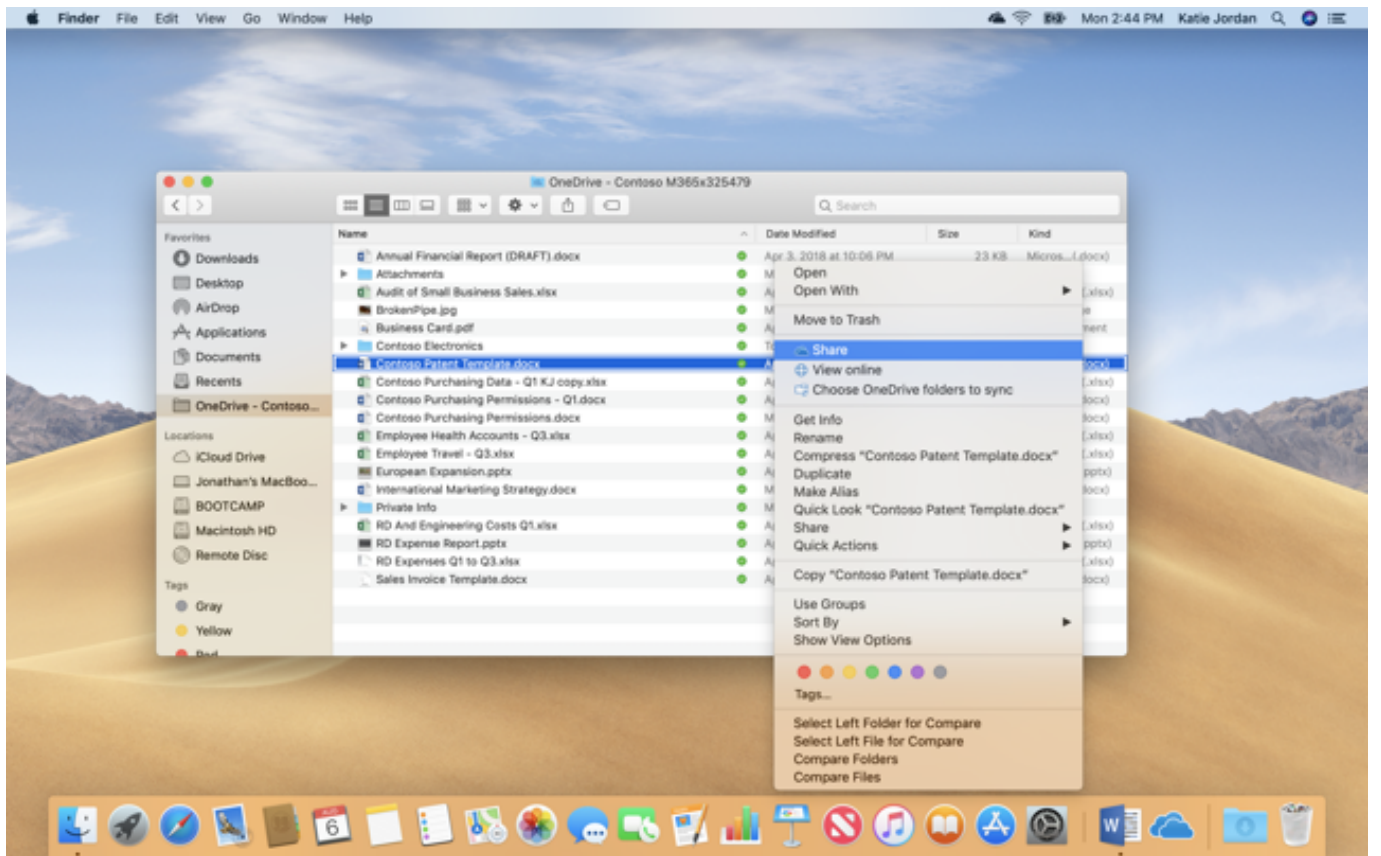 Finder File Edit View Go Window Help Mon 2:44 PM Katie Jordan
OneDrive - Contoso M365x325479
Search
Favorites
Downloads
Desktop
AirDrop
Applications
Documents
Recents
OneDrive - Contoso...
Locations
iCloud Drive
Jonathan's MacBoo...
BOOTCAMP
Macintosh HD
Remote Disc
Tags
Gray
Yellow
Red
Name Date Modified Size Kind
Annual Financial Report (DRAFT).docx Apr 3, 2018 at 10:06 PM 23 KB Micros...(.docx)
Attachments
Audit of Small Business Sales.xlsx
BrokenPipe.jpg
Business Card.pdf
Contoso Electronics
Contoso Patent Template.docx
Contoso Purchasing Data - Q1 KJ copy.xlsx
Contoso Purchasing Permissions - Q1.docx
Contoso Purchasing Permissions.docx
Employee Health Accounts - Q3.xlsx
Employee Travel - Q3.xlsx
European Expansion.pptx
International Marketing Strategy.docx
Private Info
RD And Engineering Costs Q1.xlsx
RD Expense Report.pptx
RD Expenses Q1 to Q3.xlsx
Sales Invoice Template.docx
Open
Open With
Move to Trash
Share
View online
Choose OneDrive folders to sync
Get Info
Rename
Compress "Contoso Patent Template.docx"
Duplicate
Make Alias
Quick Look "Contoso Patent Template.docx"
Share
Quick Actions
Copy "Contoso Patent Template.docx"
Use Groups
Sort By
Show View Options
Tags...
Select Left Folder for Compare
Select Left File for Compare
Compare Folders
Compare Files
AUG
6
W